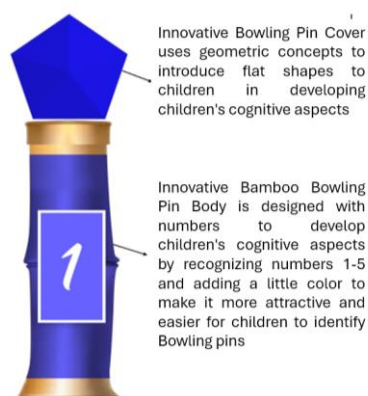 Innovative Bowling Pin Cover
uses geometric concepts to
introduce flat shapes to
children in developing
children's cognitive aspects
Innovative Bamboo Bowling
Pin Body is designed with
numbers to develop
children's cognitive aspects
by recognizing numbers 1-5
and adding a little color to
make it more attractive and
easier for children to identify
Bowling pins
1